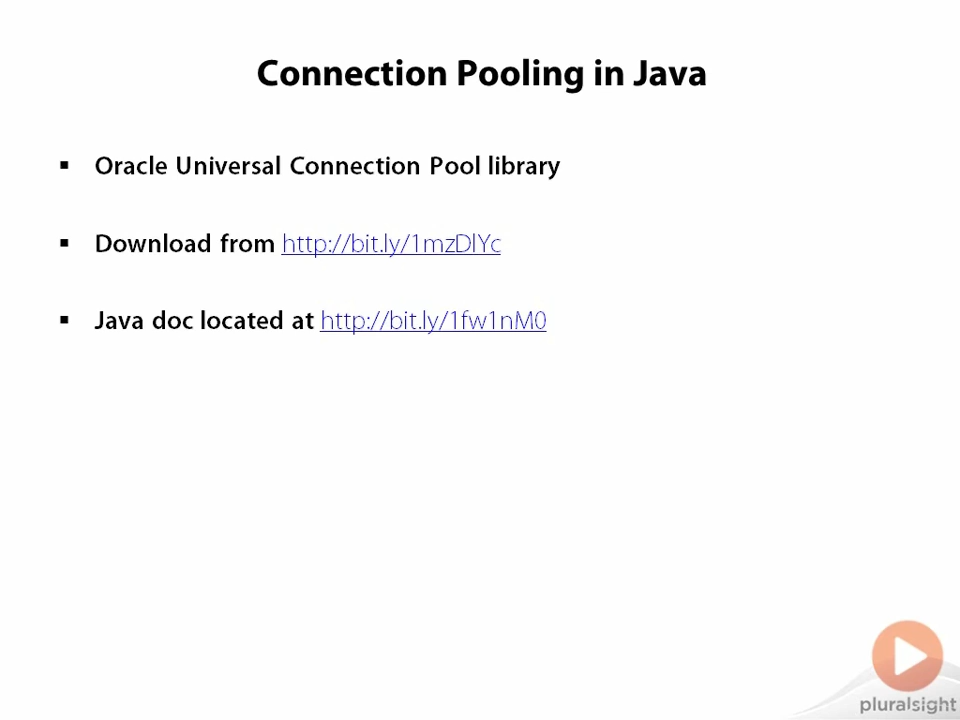 Connection Pooling in Java
▪ Oracle Universal Connection Pool library
▪ Download from http://bit.ly/1mzDlYc
▪ Java doc located at http://bit.ly/1fw1nM0
pluralsight